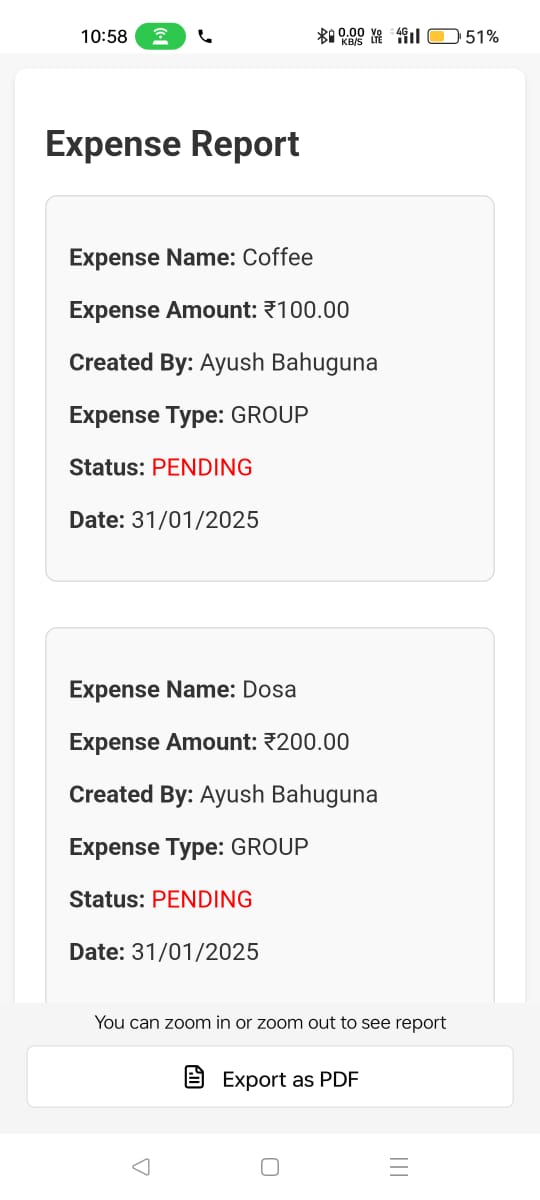 10:58 0.00 KB/S Vo LTE 4G 51%
Expense Report
Expense Name: Coffee
Expense Amount: ₹100.00
Created By: Ayush Bahuguna
Expense Type: GROUP
Status: PENDING
Date: 31/01/2025
Expense Name: Dosa
Expense Amount: ₹200.00
Created By: Ayush Bahuguna
Expense Type: GROUP
Status: PENDING
Date: 31/01/2025
You can zoom in or zoom out to see report
Export as PDF